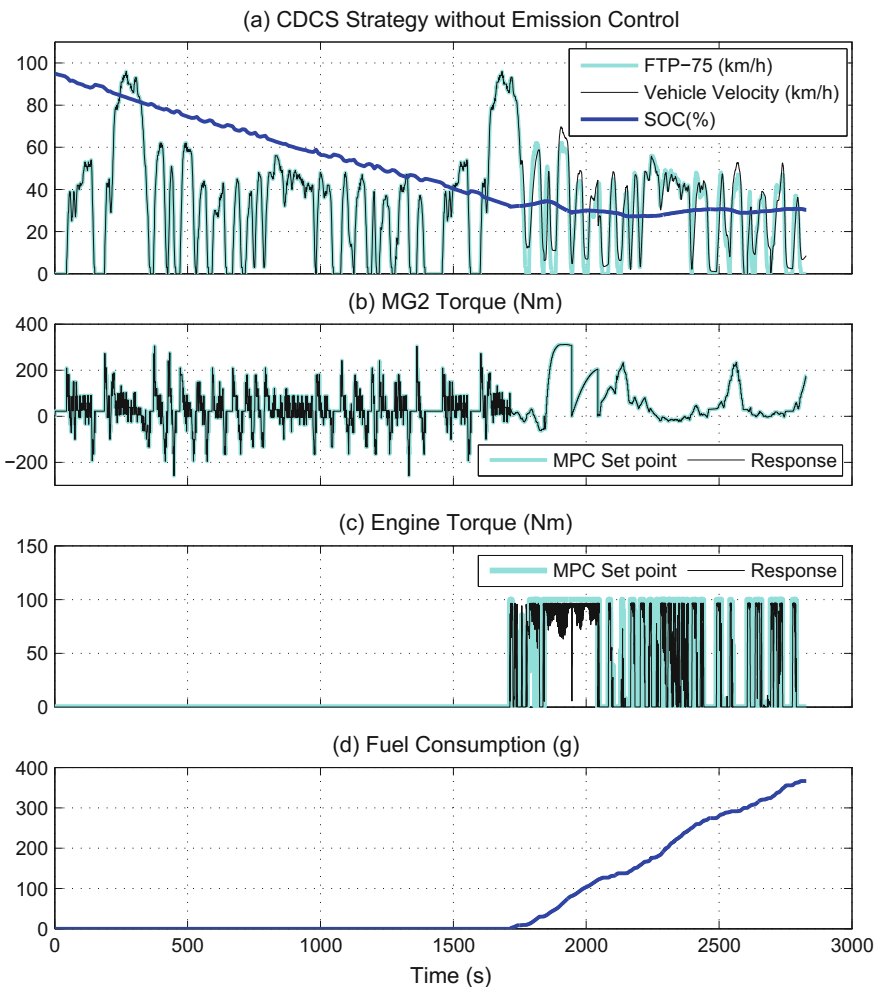 (a) CDCS Strategy without Emission Control
100
80
60
40
20
0
FTP−75 (km/h)
Vehicle Velocity (km/h)
SOC(%)
(b) MG2 Torque (Nm)
400
200
0
−200
MPC Set point
Response
(c) Engine Torque (Nm)
150
100
50
0
MPC Set point
Response
(d) Fuel Consumption (g)
400
300
200
100
0
0 500 1000 1500 2000 2500 3000
Time (s)